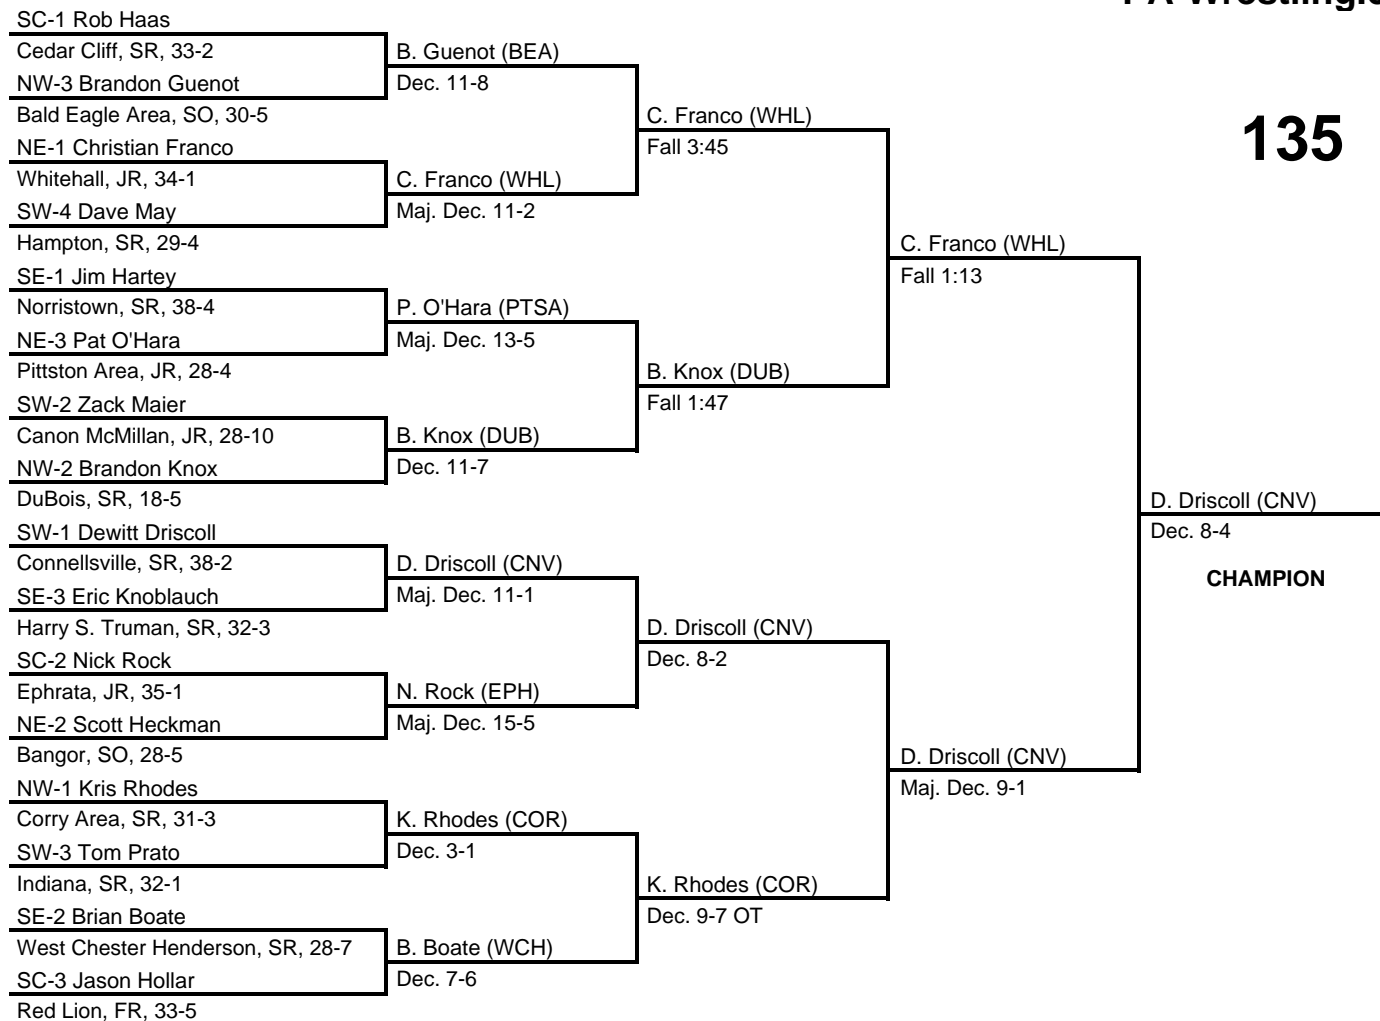 SC-1 Rob Haas
Cedar Cliff, SR, 33-2
B. Guenot (BEA)
NW-3 Brandon Guenot
Dec. 11-8
Bald Eagle Area, SO, 30-5
C. Franco (WHL)
135
NE-1 Christian Franco
Fall 3:45
Whitehall, JR, 34-1
C. Franco (WHL)
SW-4 Dave May
Maj. Dec. 11-2
Hampton, SR, 29-4
C. Franco (WHL)
SE-1 Jim Hartey
Fall 1:13
Norristown, SR, 38-4
P. O'Hara (PTSA)
NE-3 Pat O'Hara
Maj. Dec. 13-5
Pittston Area, JR, 28-4
B. Knox (DUB)
SW-2 Zack Maier
Fall 1:47
Canon McMillan, JR, 28-10
B. Knox (DUB)
NW-2 Brandon Knox
Dec. 11-7
DuBois, SR, 18-5
D. Driscoll (CNV)
SW-1 Dewitt Driscoll
Dec. 8-4
Connellsville, SR, 38-2
D. Driscoll (CNV)
CHAMPION
SE-3 Eric Knoblauch
Maj. Dec. 11-1
Harry S. Truman, SR, 32-3
D. Driscoll (CNV)
SC-2 Nick Rock
Dec. 8-2
Ephrata, JR, 35-1
N. Rock (EPH)
NE-2 Scott Heckman
Maj. Dec. 15-5
Bangor, SO, 28-5
D. Driscoll (CNV)
NW-1 Kris Rhodes
Maj. Dec. 9-1
Corry Area, SR, 31-3
K. Rhodes (COR)
SW-3 Tom Prato
Dec. 3-1
Indiana, SR, 32-1
K. Rhodes (COR)
SE-2 Brian Boate
Dec. 9-7 OT
West Chester Henderson, SR, 28-7
B. Boate (WCH)
SC-3 Jason Hollar
Dec. 7-6
Red Lion, FR, 33-5